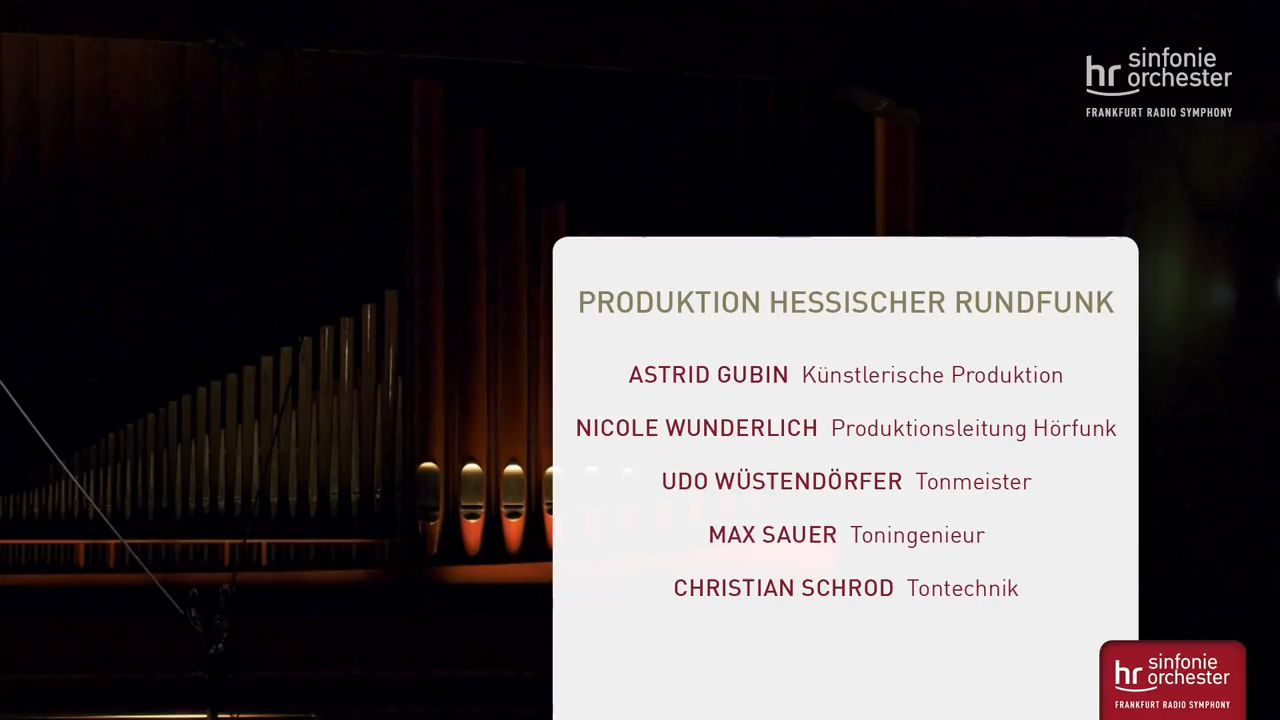 hr sinfonie
orchester
FRANKFURT RADIO SYMPHONY
PRODUKTION HESSISCHER RUNDFUNK
ASTRID GUBIN Künstlerische Produktion
NICOLE WUNDERLICH Produktionsleitung Hörfunk
UDO WÜSTENDÖRFER Tonmeister
MAX SAUER Toningenieur
CHRISTIAN SCHROD Tontechnik
hr sinfonie
orchester
FRANKFURT RADIO SYMPHONY